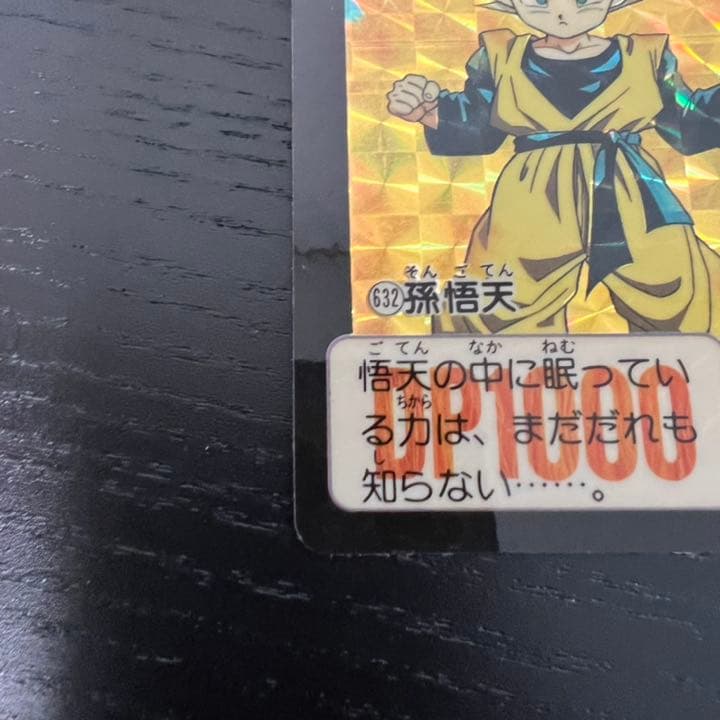 そんごてん
632 孫悟天
ごてん なか ねむ
悟天の中に眠ってい
ちから
る力は、まだだれも
し
知らない……。
DP1000